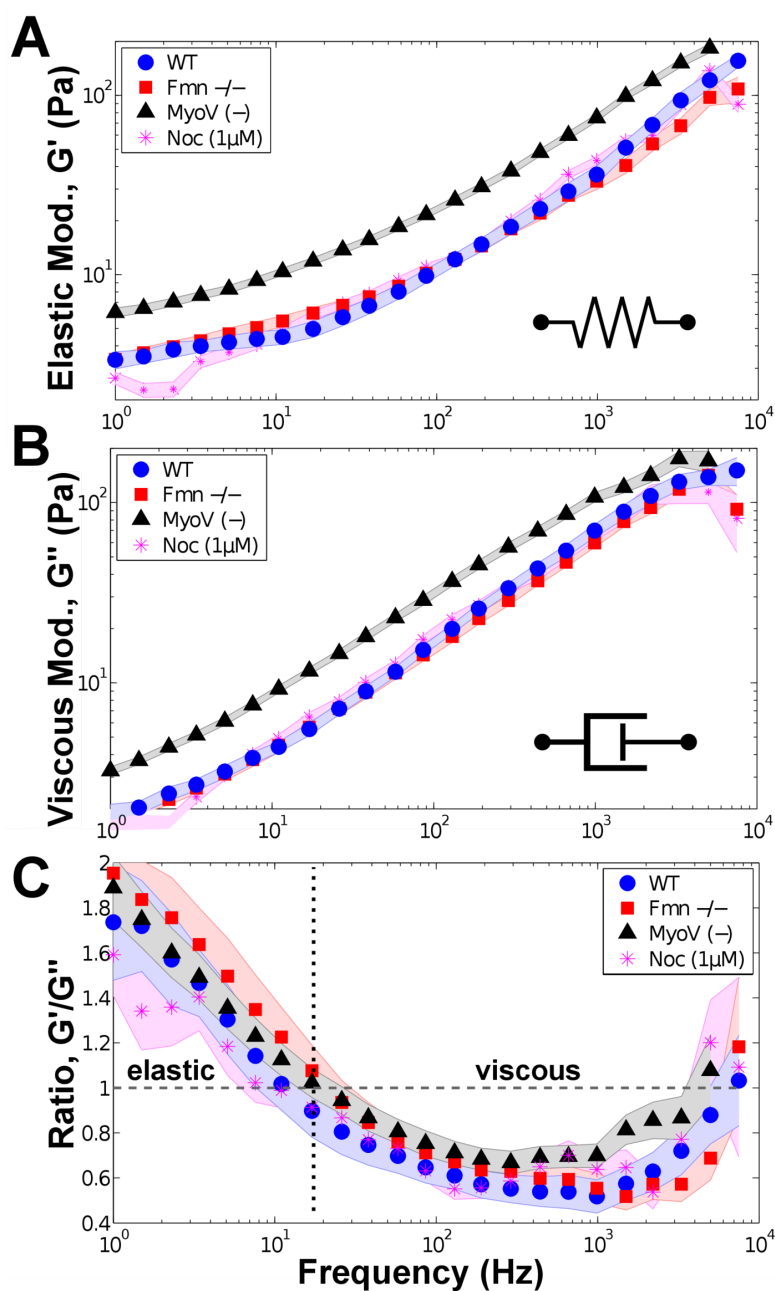 A
Elastic Mod., G' (Pa)
WT
Fmn −/−
MyoV (−)
Noc (1μM)
10²
10¹
10⁰ 10¹ 10² 10³ 10⁴
B
Viscous Mod., G'' (Pa)
WT
Fmn −/−
MyoV (−)
Noc (1μM)
10²
10¹
10⁰ 10¹ 10² 10³ 10⁴
C
Ratio, G'/G''
WT
Fmn −/−
MyoV (−)
Noc (1μM)
2
1.8
1.6
1.4
1.2
1
0.8
0.6
0.4
elastic viscous
10⁰ 10¹ 10² 10³ 10⁴
Frequency (Hz)